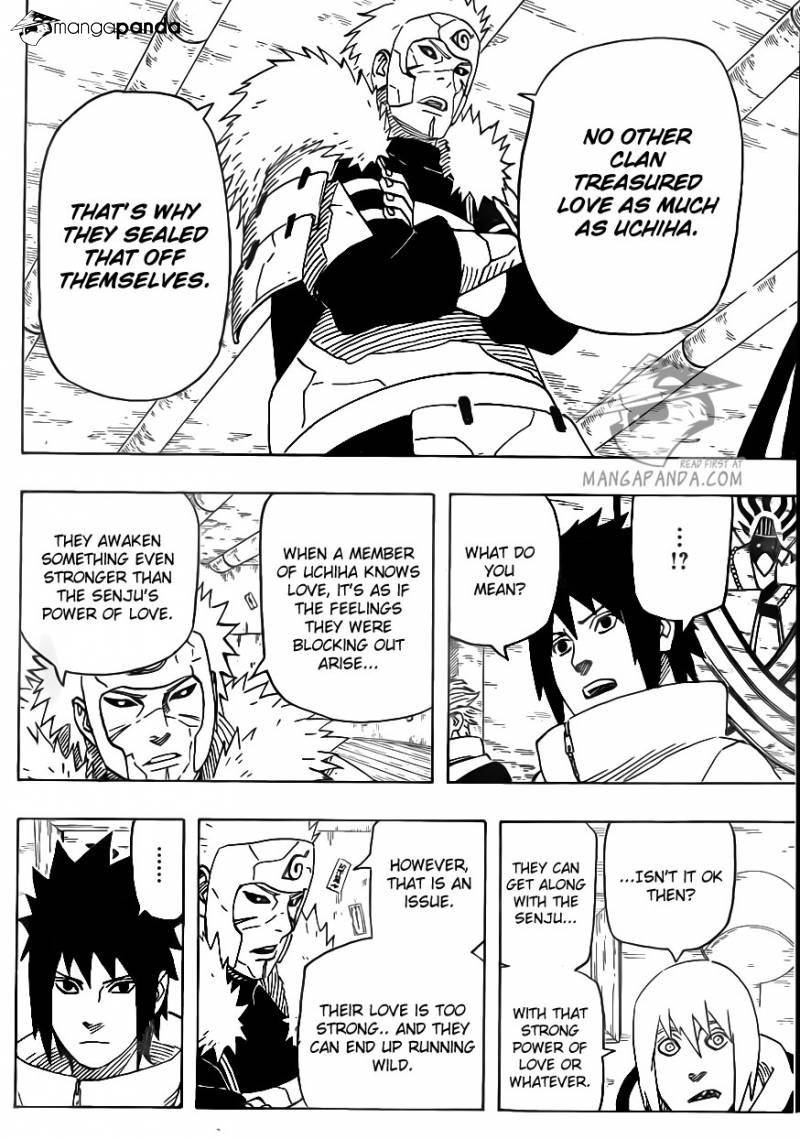 mangapanda
NO OTHER
CLAN
TREASURED
LOVE AS MUCH
AS UCHIHA.
THAT'S WHY
THEY SEALED
THAT OFF
THEMSELVES.
READ FIRST AT
MANGAPANDA.COM
....
!?
WHAT DO
YOU
MEAN?
WHEN A MEMBER
OF UCHIHA KNOWS
LOVE, IT'S AS IF
THE FEELINGS
THEY WERE
BLOCKING OUT
ARISE...
THEY AWAKEN
SOMETHING EVEN
STRONGER THAN
THE SENJU'S
POWER OF LOVE.
...ISN'T IT OK
THEN?
THEY CAN
GET ALONG
WITH THE
SENJU...
WITH THAT
STRONG
POWER OF
LOVE OR
WHATEVER.
HOWEVER,
THAT IS AN
ISSUE.
THEIR LOVE IS TOO
STRONG.. AND THEY
CAN END UP RUNNING
WILD.
......